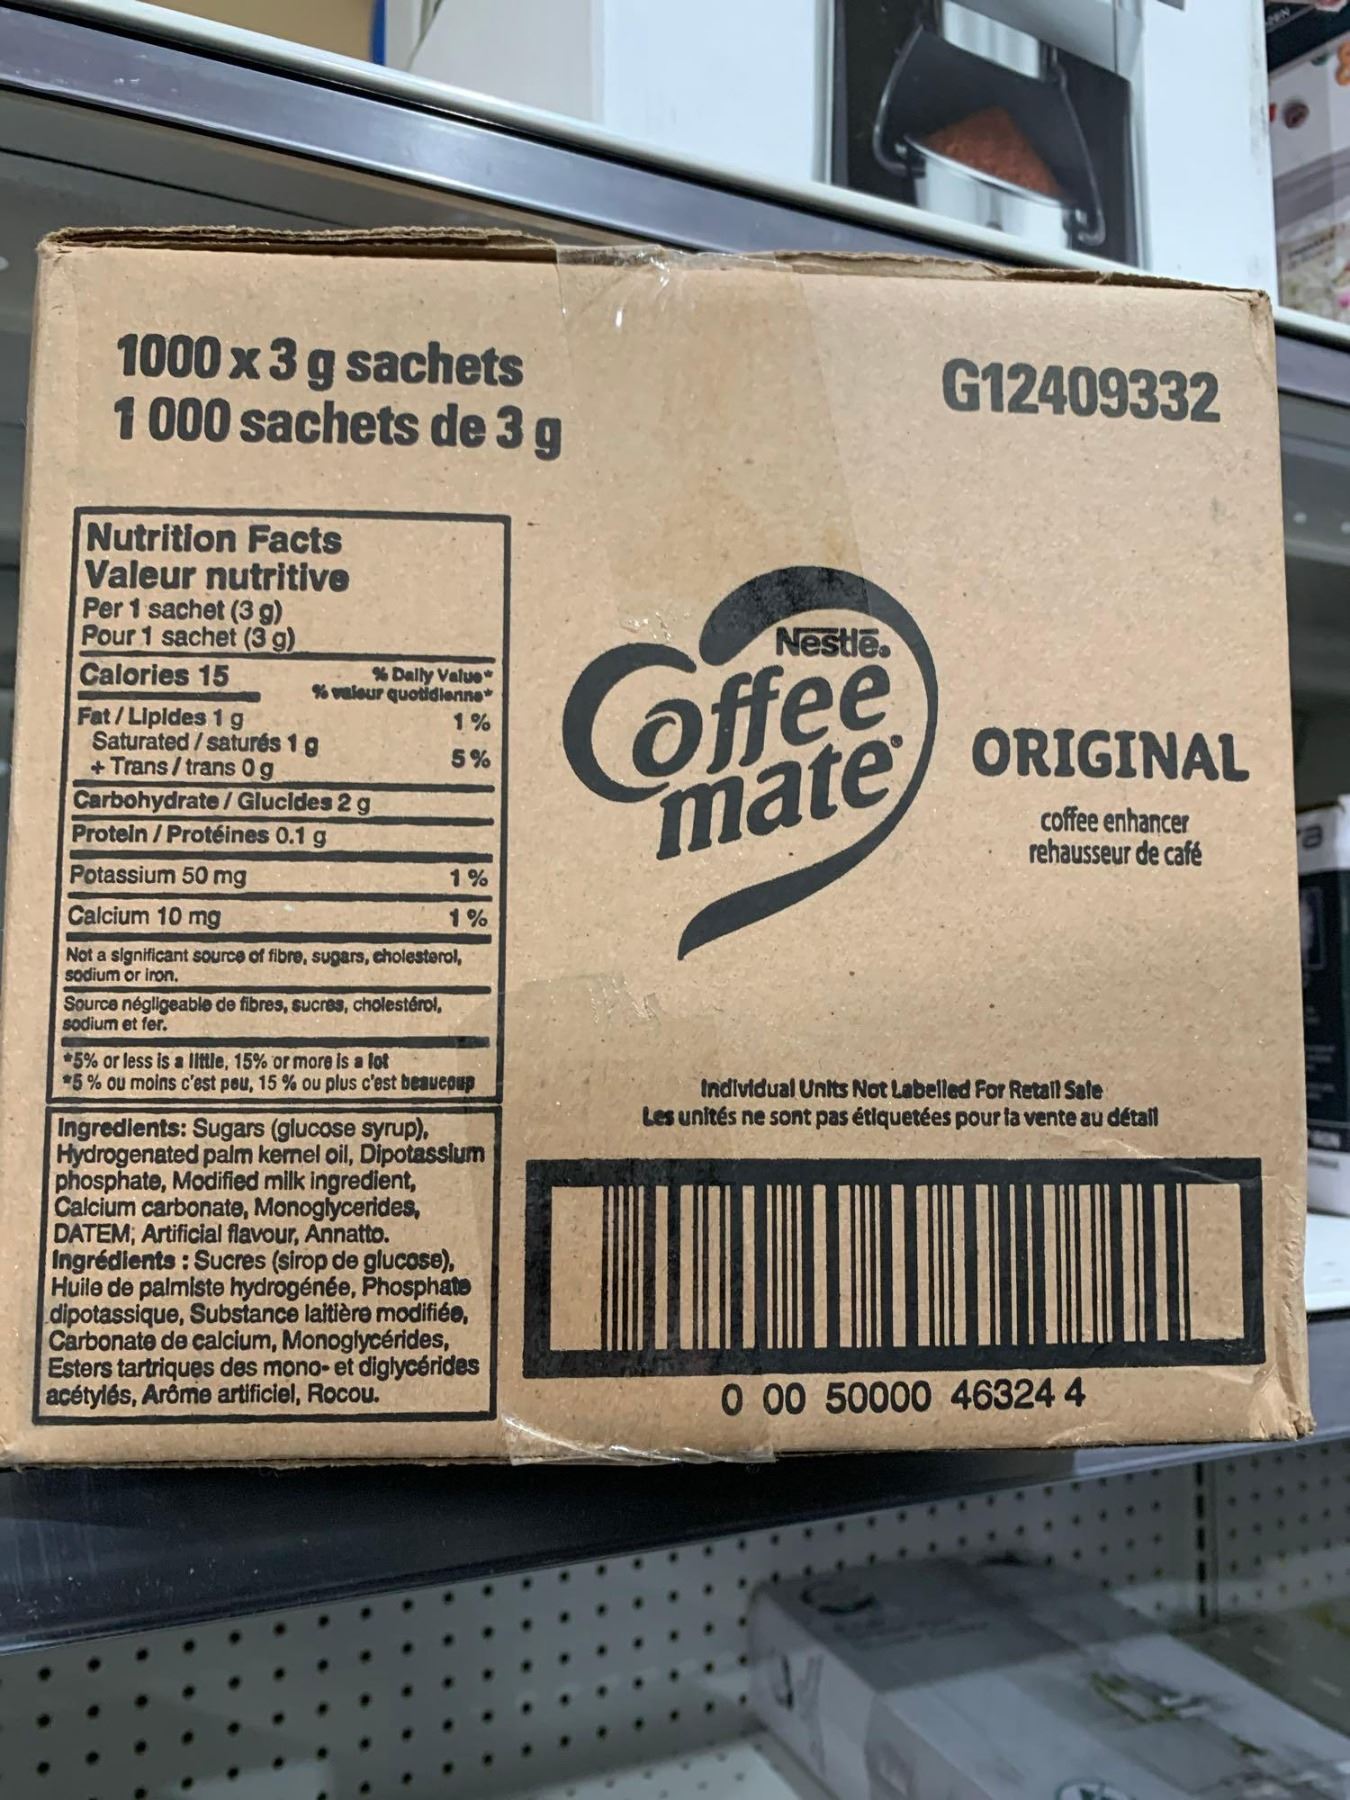 1000 x 3 g sachets
1 000 sachets de 3 g
G12409332
Nutrition Facts
Valeur nutritive
Per 1 sachet (3 g)
Pour 1 sachet (3 g)
Calories 15
% Daily Value*
% valeur quotidienne*
Fat / Lipides 1 g 1 %
Saturated / saturés 1 g
+ Trans / trans 0 g 5 %
Carbohydrate / Glucides 2 g
Protein / Protéines 0.1 g
Potassium 50 mg 1 %
Calcium 10 mg 1 %
Not a significant source of fibre, sugars, cholesterol,
sodium or iron.
Source négligeable de fibres, sucres, cholestérol,
sodium et fer.
*5% or less is a little, 15% or more is a lot
*5 % ou moins c'est peu, 15 % ou plus c'est beaucoup
Ingredients: Sugars (glucose syrup),
Hydrogenated palm kernel oil, Dipotassium
phosphate, Modified milk ingredient,
Calcium carbonate, Monoglycerides,
DATEM, Artificial flavour, Annatto.
Ingrédients : Sucres (sirop de glucose),
Huile de palmiste hydrogénée, Phosphate
dipotassique, Substance laitière modifiée,
Carbonate de calcium, Monoglycérides,
Esters tartriques des mono- et diglycérides
acétylés, Arôme artificiel, Rocou.
Nestlé®
Coffee
mate®
ORIGINAL
coffee enhancer
rehausseur de café
Individual Units Not Labelled For Retail Sale
Les unités ne sont pas étiquetées pour la vente au détail
0 00 50000 46324 4